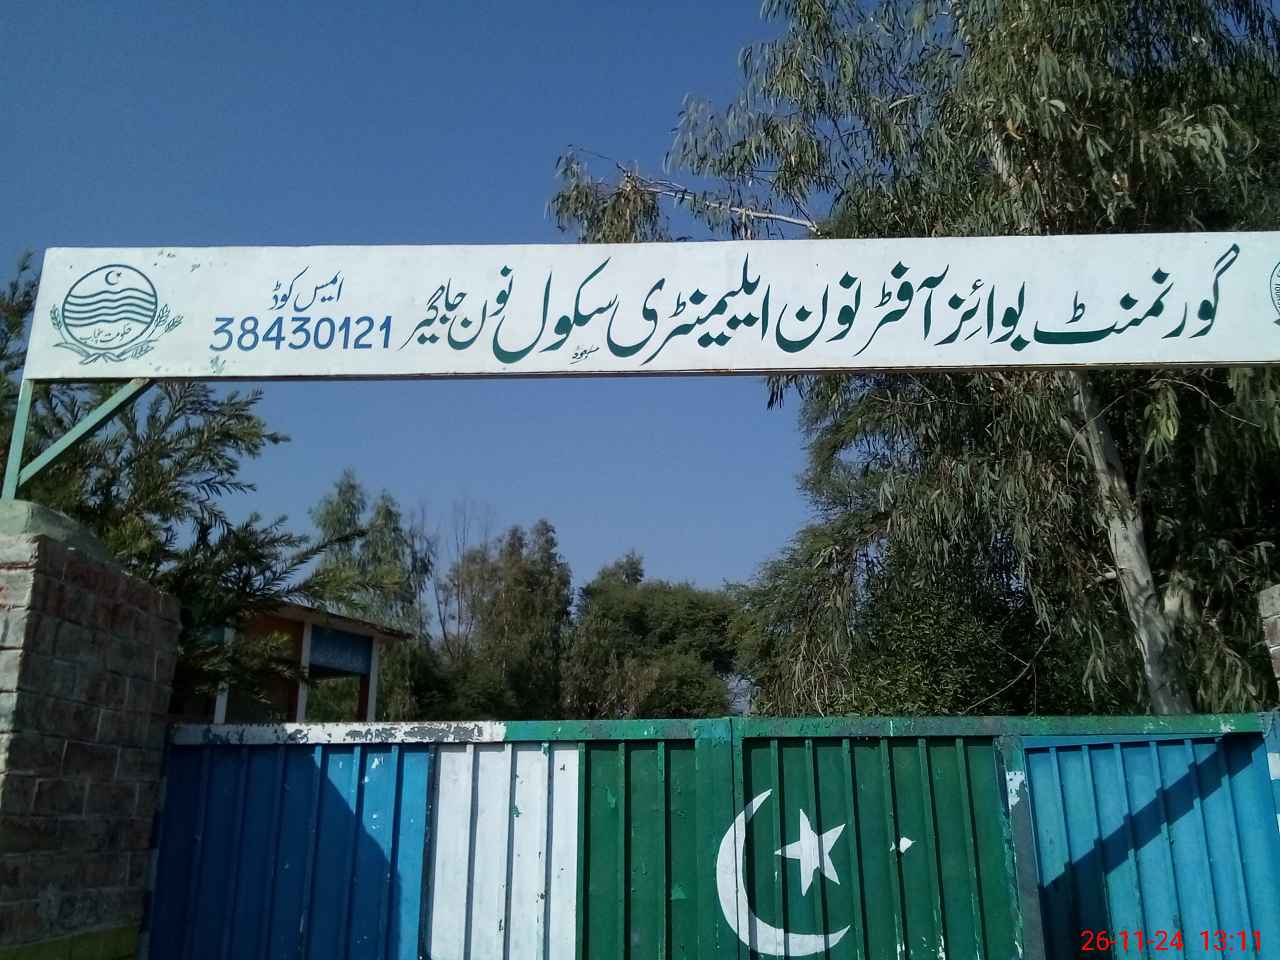 گورنمنٹ بوائز آفٹر نون ایلیمنٹری سکول نون جاگیر
ایمس کوڈ
38430121
حکومت پنجاب
26-11-24 13:11